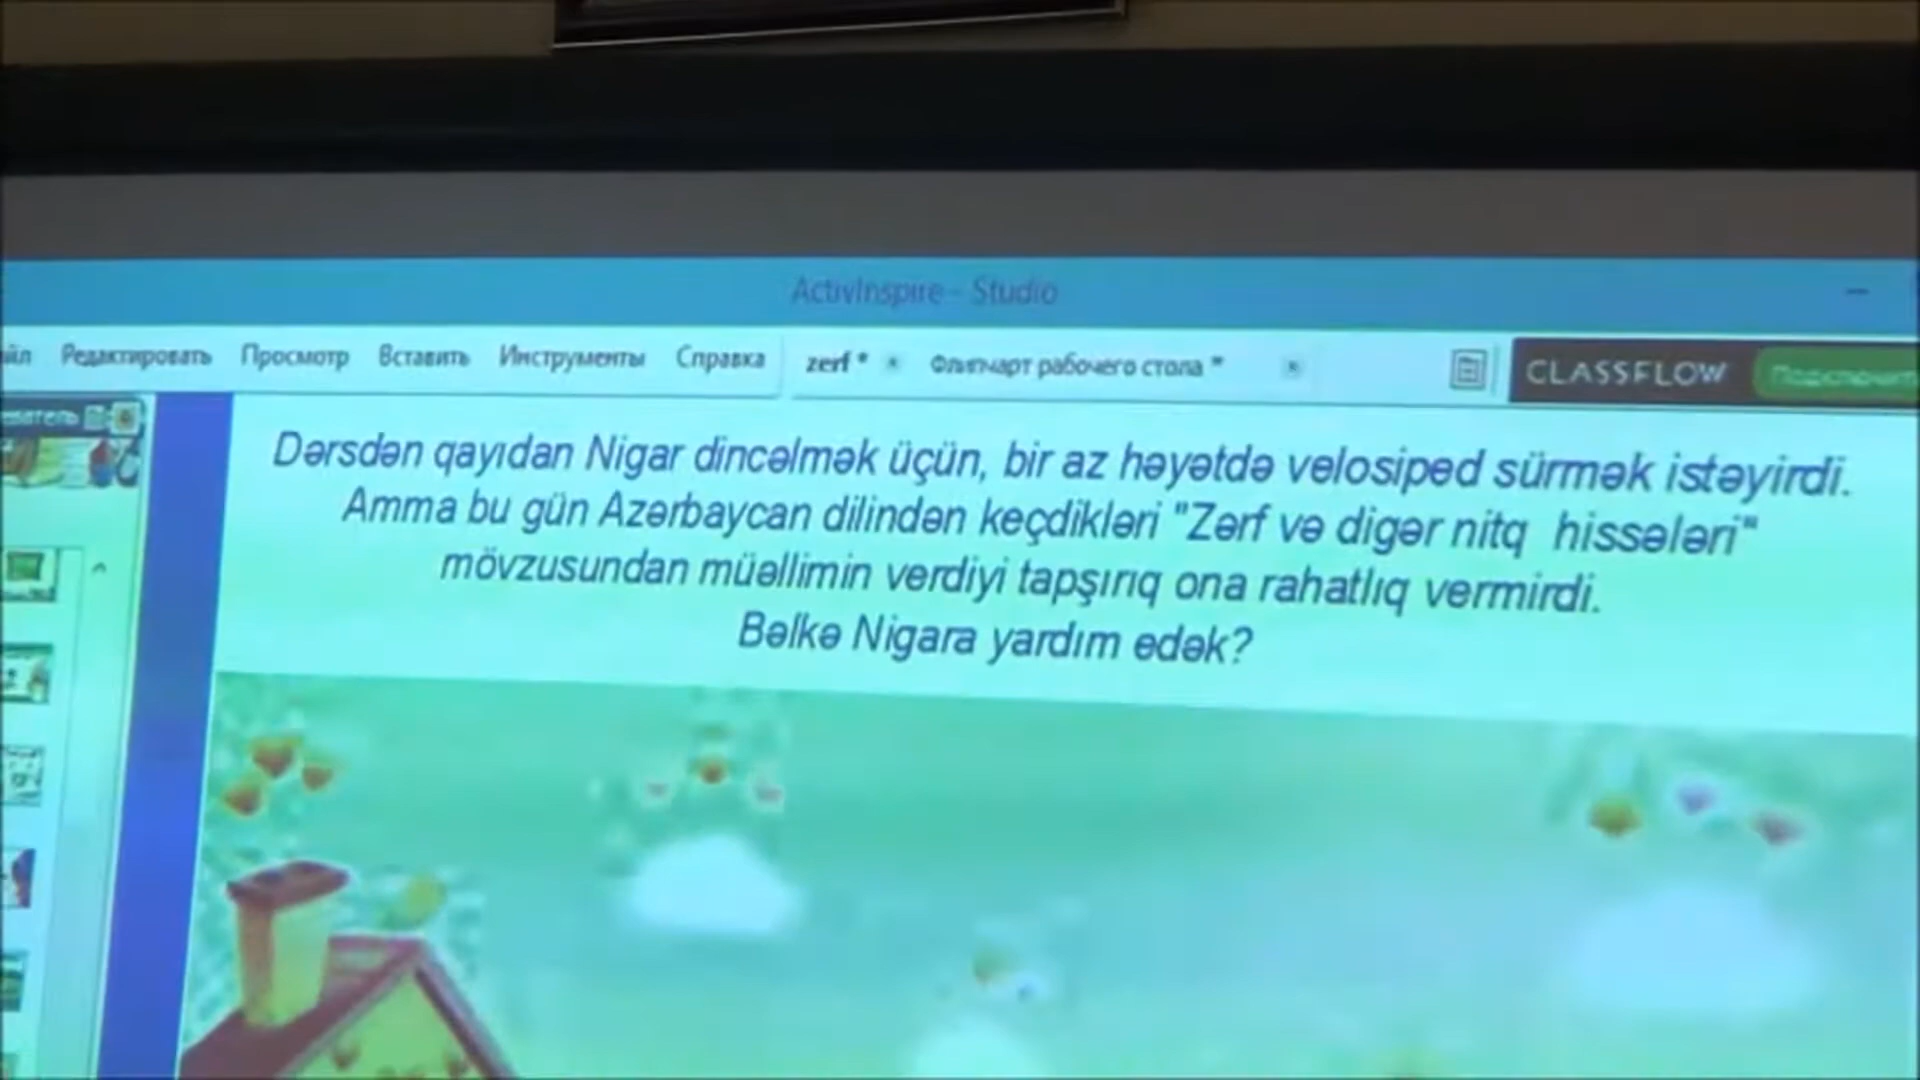 ActivInspire - Studio
Редактировать Просмотр Вставить Инструменты Справка zerf * Флипчарт рабочего стола * CLASSFLOW
Dərsdən qayıdan Nigar dincəlmək üçün, bir az həyətdə velosiped sürmək istəyirdi.
Amma bu gün Azərbaycan dilindən keçdikləri "Zərf və digər nitq hissələri"
mövzusundan müəllimin verdiyi tapşırıq ona rahatlıq vermirdi.
Bəlkə Nigara yardım edək?